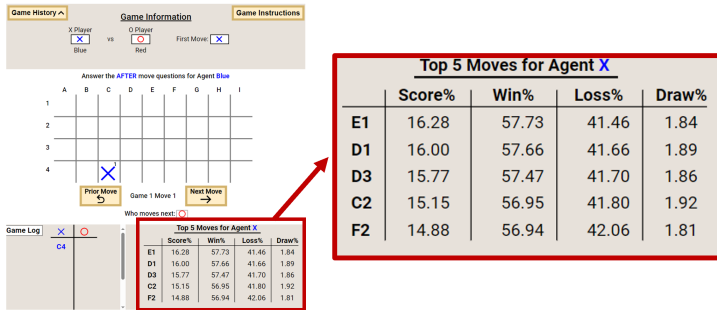 Game History
Game Information
Game Instructions
X Player
O Player
vs
First Move:
Blue
Red
Answer the AFTER move questions for Agent Blue
A B C D E F G H I
1
2
3
4
1
Prior Move
Game 1 Move 1
Next Move
Who moves next:
Game Log
C4
Top 5 Moves for Agent X
Score% Win% Loss% Draw%
E1 16.28 57.73 41.46 1.84
D1 16.00 57.66 41.66 1.89
D3 15.77 57.47 41.70 1.86
C2 15.15 56.95 41.80 1.92
F2 14.88 56.94 42.06 1.81
Top 5 Moves for Agent X
Score% Win% Loss% Draw%
E1 16.28 57.73 41.46 1.84
D1 16.00 57.66 41.66 1.89
D3 15.77 57.47 41.70 1.86
C2 15.15 56.95 41.80 1.92
F2 14.88 56.94 42.06 1.81